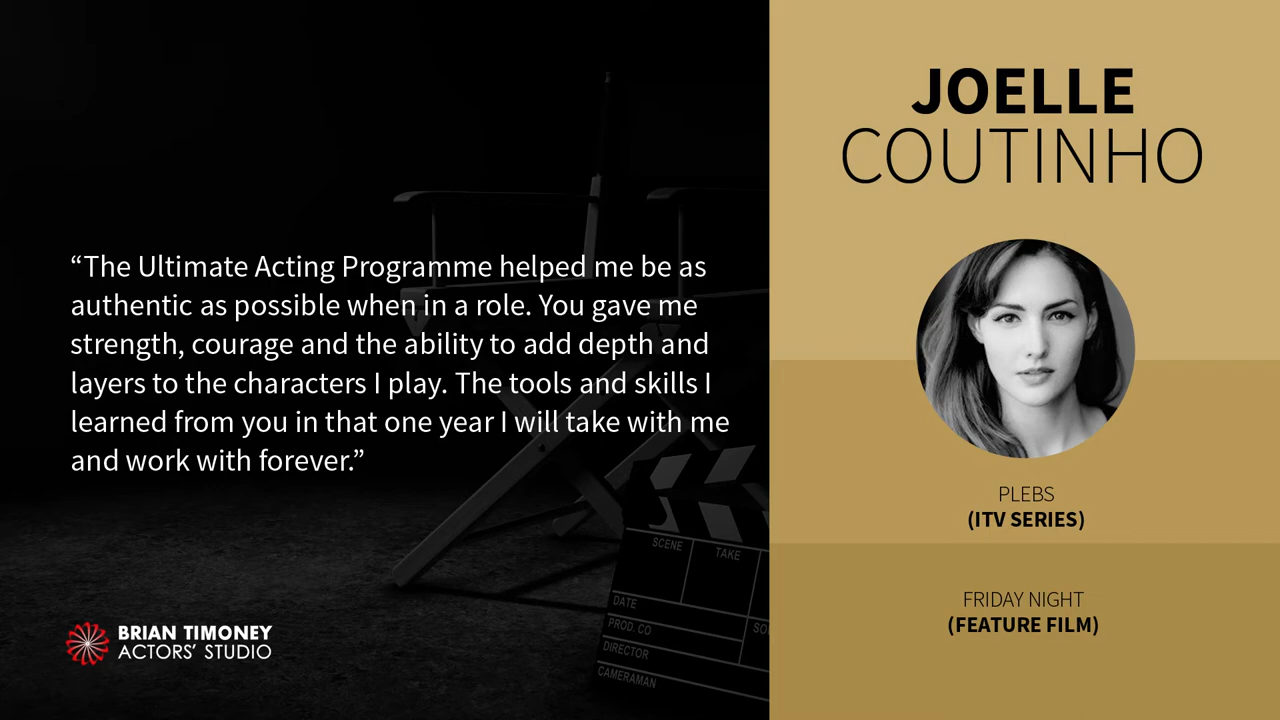 “The Ultimate Acting Programme helped me be as
authentic as possible when in a role. You gave me
strength, courage and the ability to add depth and
layers to the characters I play. The tools and skills I
learned from you in that one year I will take with me
and work with forever.”
SCENE
TAKE
DATE
PROD. CO
SO
DIRECTOR
CAMERAMAN
BRIAN TIMONEY
ACTORS’ STUDIO
JOELLE
COUTINHO
PLEBS
(ITV SERIES)
FRIDAY NIGHT
(FEATURE FILM)